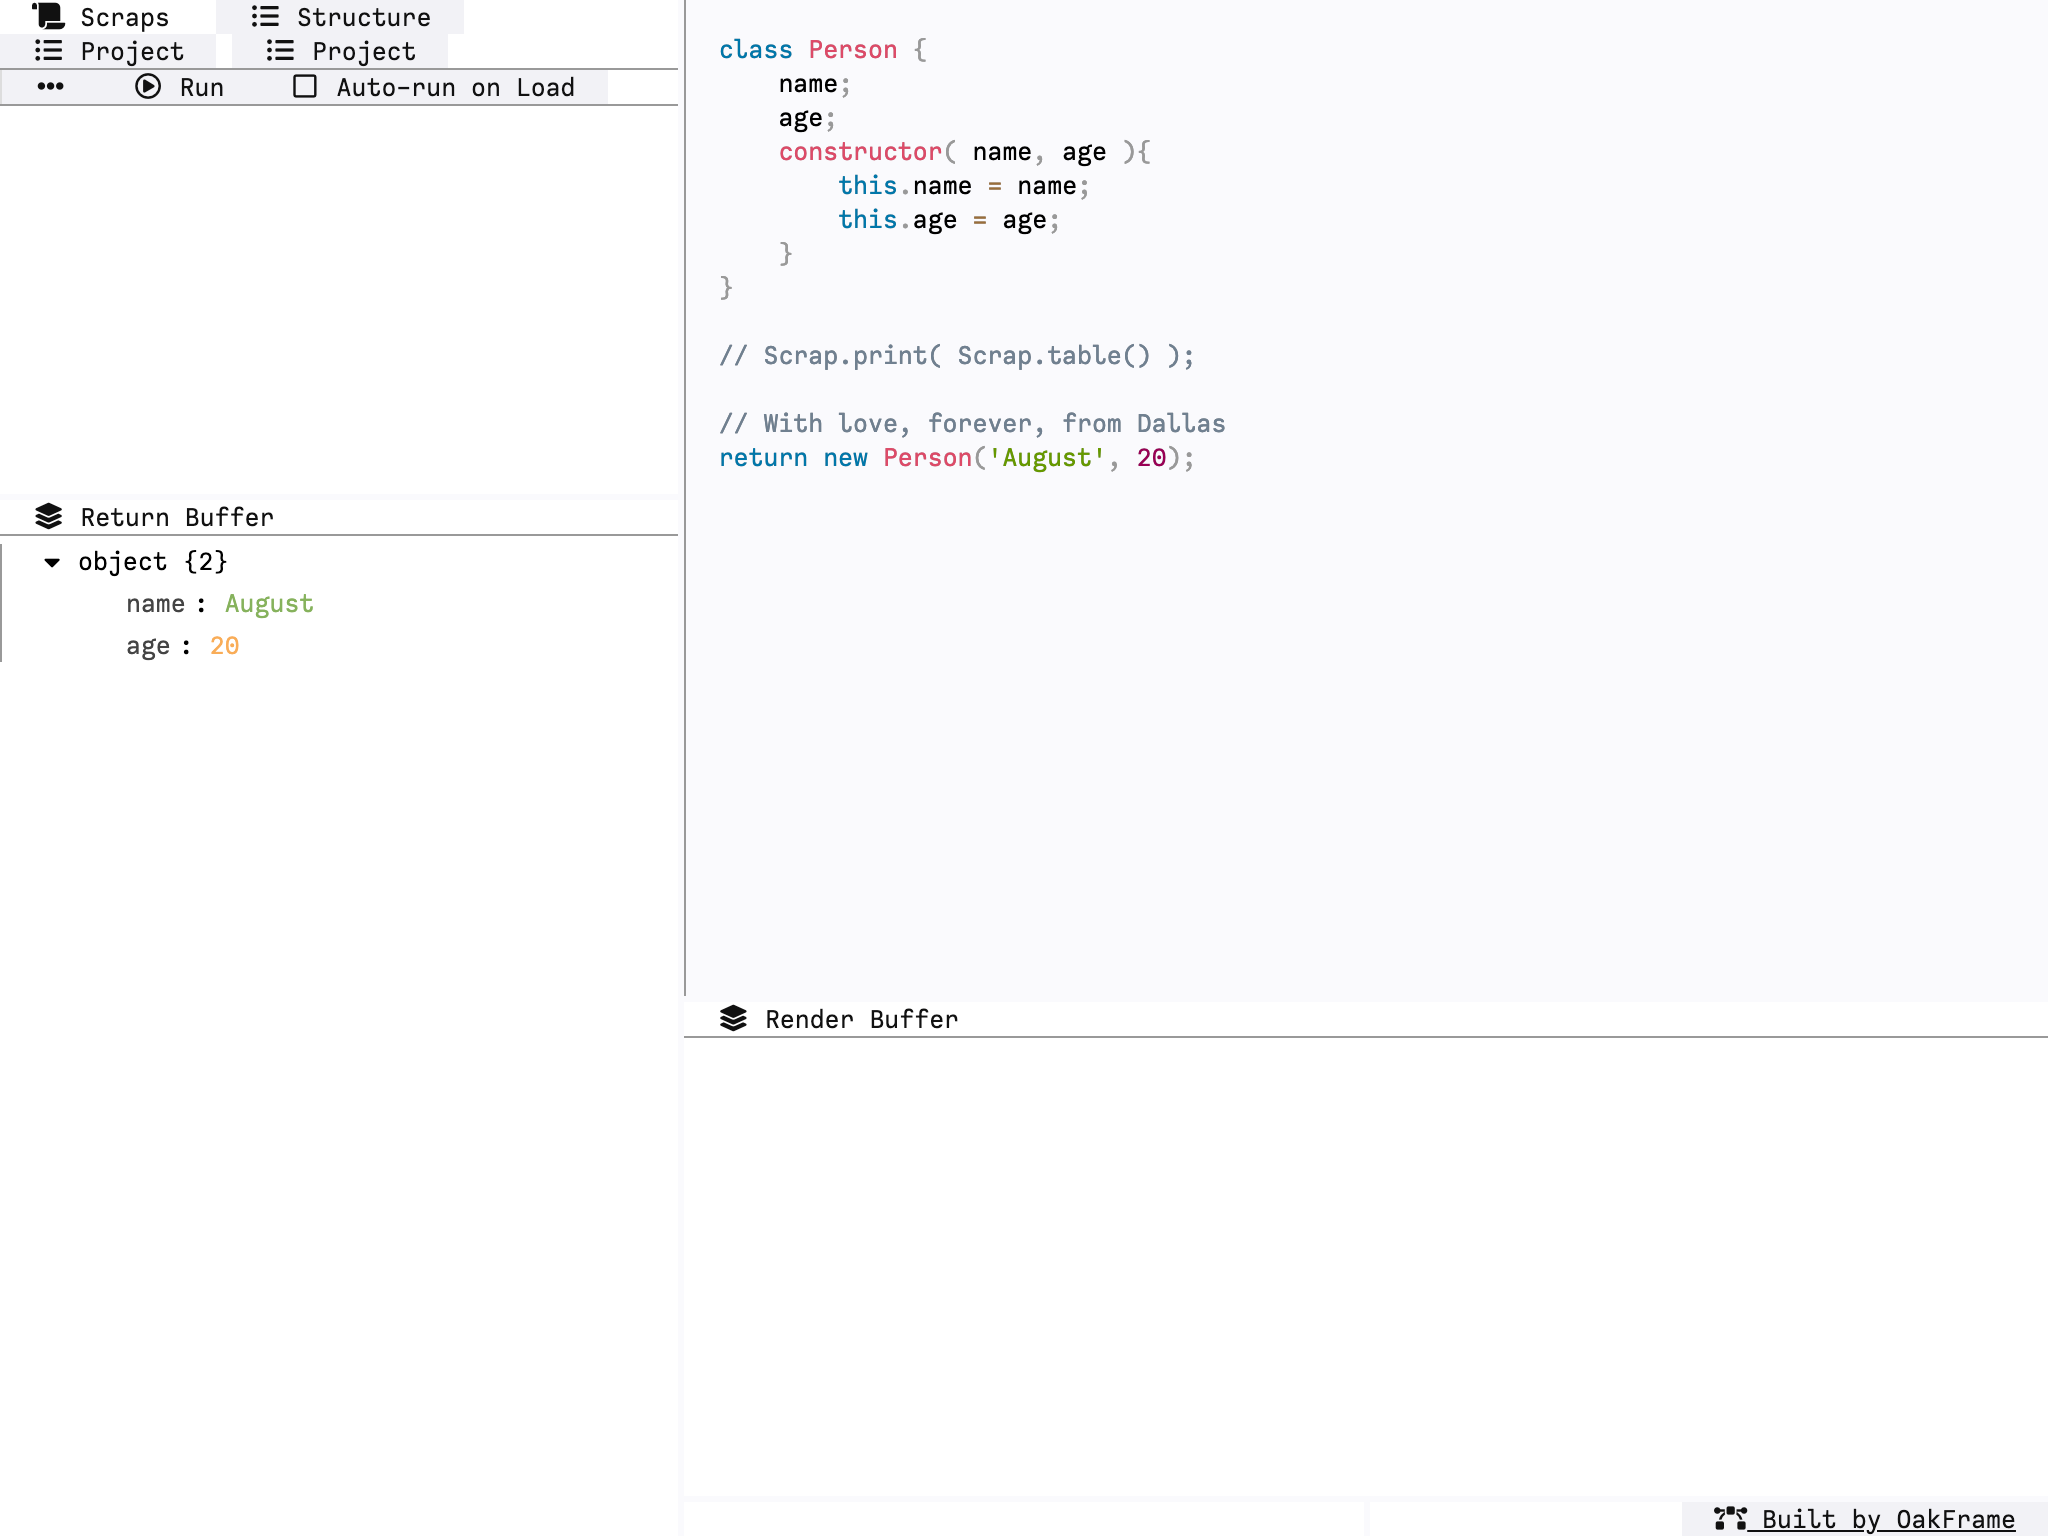 Scraps Structure
Project Project
••• Run Auto-run on Load
class Person {
    name;
    age;
    constructor( name, age ){
        this.name = name;
        this.age = age;
    }
}
// Scrap.print( Scrap.table() );
// With love, forever, from Dallas
return new Person('August', 20);
Return Buffer
object {2}
name : August
age : 20
Render Buffer
Built by OakFrame